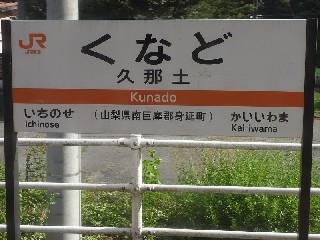 JR
くなど
久那土
Kunado
いちのせ
Ichinose
(山梨県南巨摩郡身延町)
かいいわま
Kai-iwama